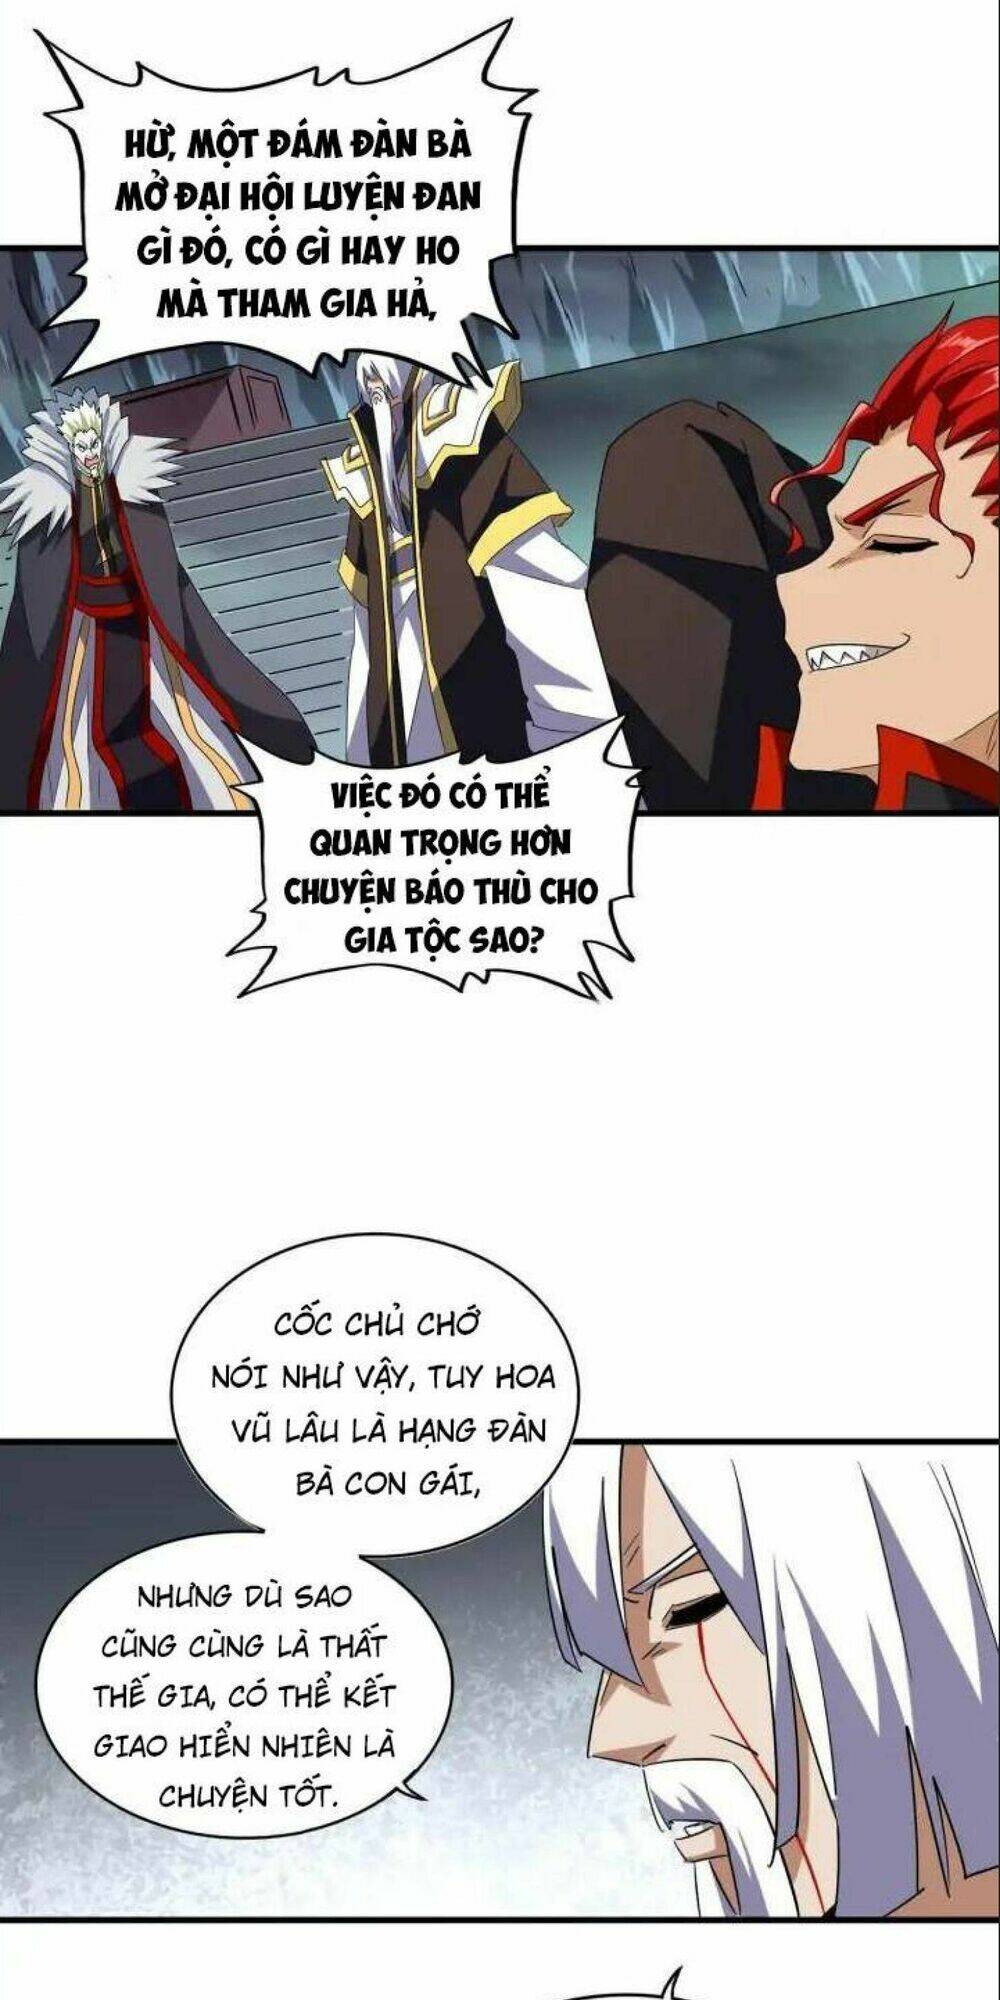 HỪ, MỘT ĐÁM ĐÀN BÀ
MỞ ĐẠI HỘI LUYỆN ĐAN
GÌ ĐÓ, CÓ GÌ HAY HO
MÀ THAM GIA HẢ,
VIỆC ĐÓ CÓ THỂ
QUAN TRỌNG HƠN
CHUYỆN BÁO THÙ CHO
GIA TỘC SAO?
CỐC CHỦ CHỚ
NÓI NHƯ VẬY, TUY HOA
VŨ LÂU LÀ HẠNG ĐÀN
BÀ CON GÁI,
NHƯNG DÙ SAO
CŨNG CÙNG LÀ THẤT
THẾ GIA, CÓ THỂ KẾT
GIAO HIỂN NHIÊN LÀ
CHUYỆN TỐT.